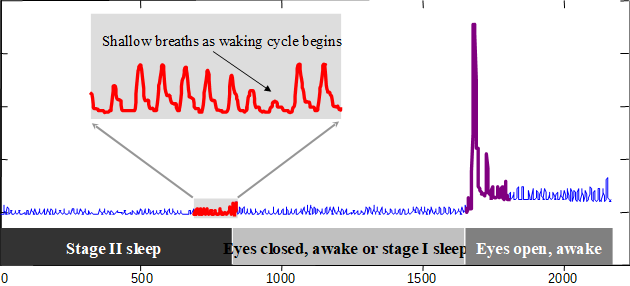 Shallow breaths as waking cycle begins
Stage II sleep
Eyes closed, awake or stage I sleep
Eyes open, awake
0 500 1000 1500 2000